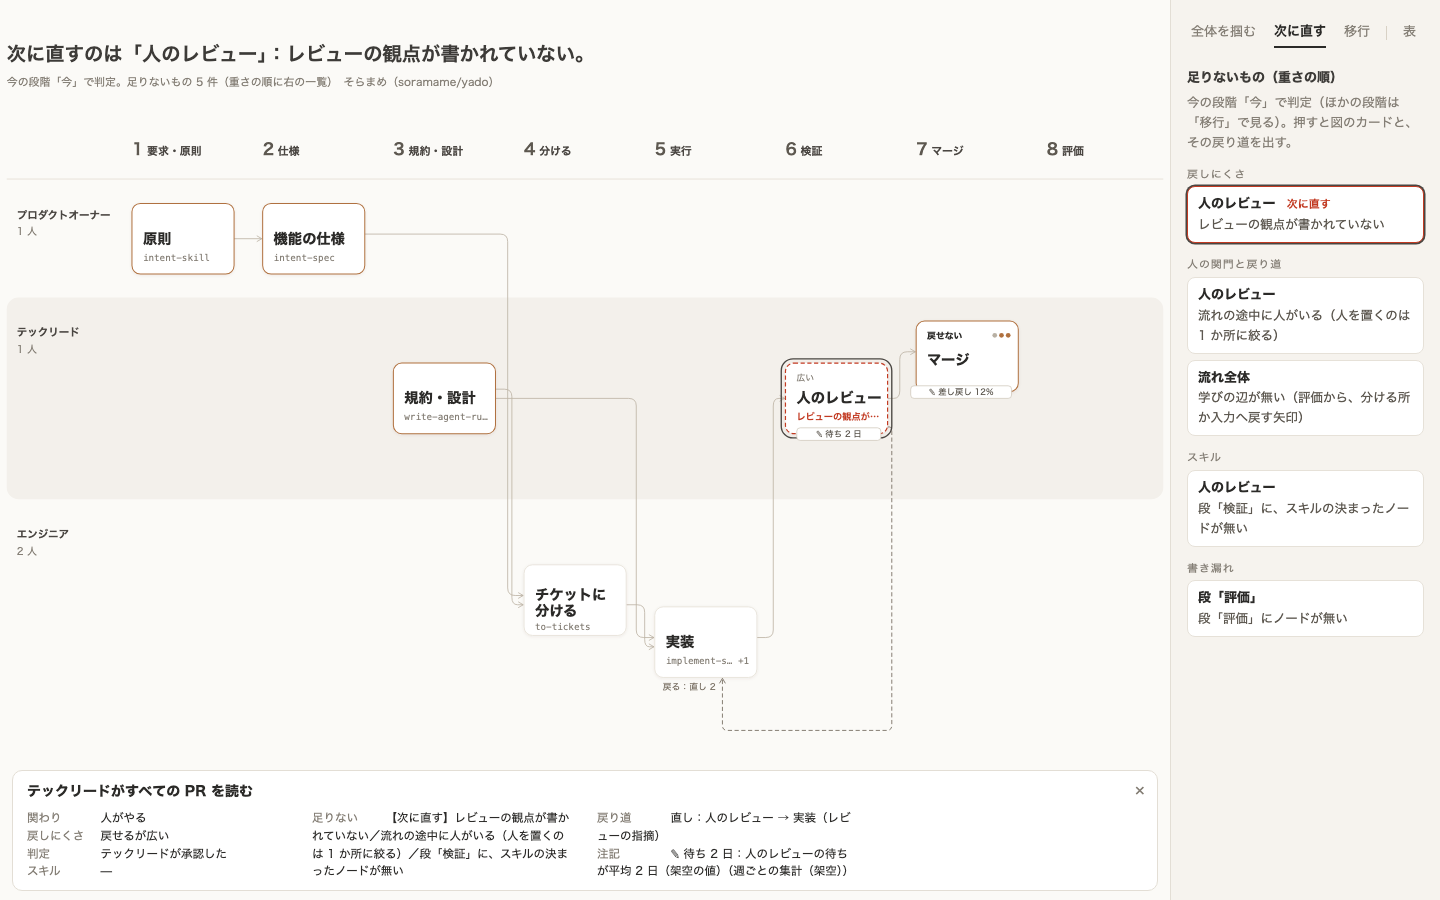 次に直すのは「人のレビュー」：レビューの観点が書かれていない。
今の段階「今」で判定。足りないもの 5 件（重さの順に右の一覧） そらまめ（soramame/yado）
1 要求・原則
2 仕様
3 規約・設計
4 分ける
5 実行
6 検証
7 マージ
8 評価
プロダクトオーナー
1 人
原則
intent-skill
機能の仕様
intent-spec
テックリード
1 人
規約・設計
write-agent-ru…
広い
人のレビュー
レビューの観点が…
✎ 待ち 2 日
戻せない
マージ
✎ 差し戻し 12%
エンジニア
2 人
チケットに
分ける
to-tickets
実装
implement-s… +1
戻る：直し 2
テックリードがすべての PR を読む
×
関わり 人がやる
戻しにくさ 戻せるが広い
判定 テックリードが承認した
スキル —
足りない 【次に直す】レビューの観点が書か
れていない／流れの途中に人がいる（人を置くの
は 1 か所に絞る）／段「検証」に、スキルの決ま
ったノードが無い
戻り道 直し：人のレビュー → 実装（レビ
ューの指摘）
注記 ✎ 待ち 2 日：人のレビューの待ち
が平均 2 日（架空の値）（週ごとの集計（架空））
全体を掴む
次に直す
移行
表
足りないもの（重さの順）
今の段階「今」で判定（ほかの段階は
「移行」で見る）。押すと図のカードと、
その戻り道を出す。
戻しにくさ
人のレビュー 次に直す
レビューの観点が書かれていない
人の関門と戻り道
人のレビュー
流れの途中に人がいる（人を置くのは
1 か所に絞る）
流れ全体
学びの辺が無い（評価から、分ける所
か入力へ戻す矢印）
スキル
人のレビュー
段「検証」に、スキルの決まったノー
ドが無い
書き漏れ
段「評価」
段「評価」にノードが無い